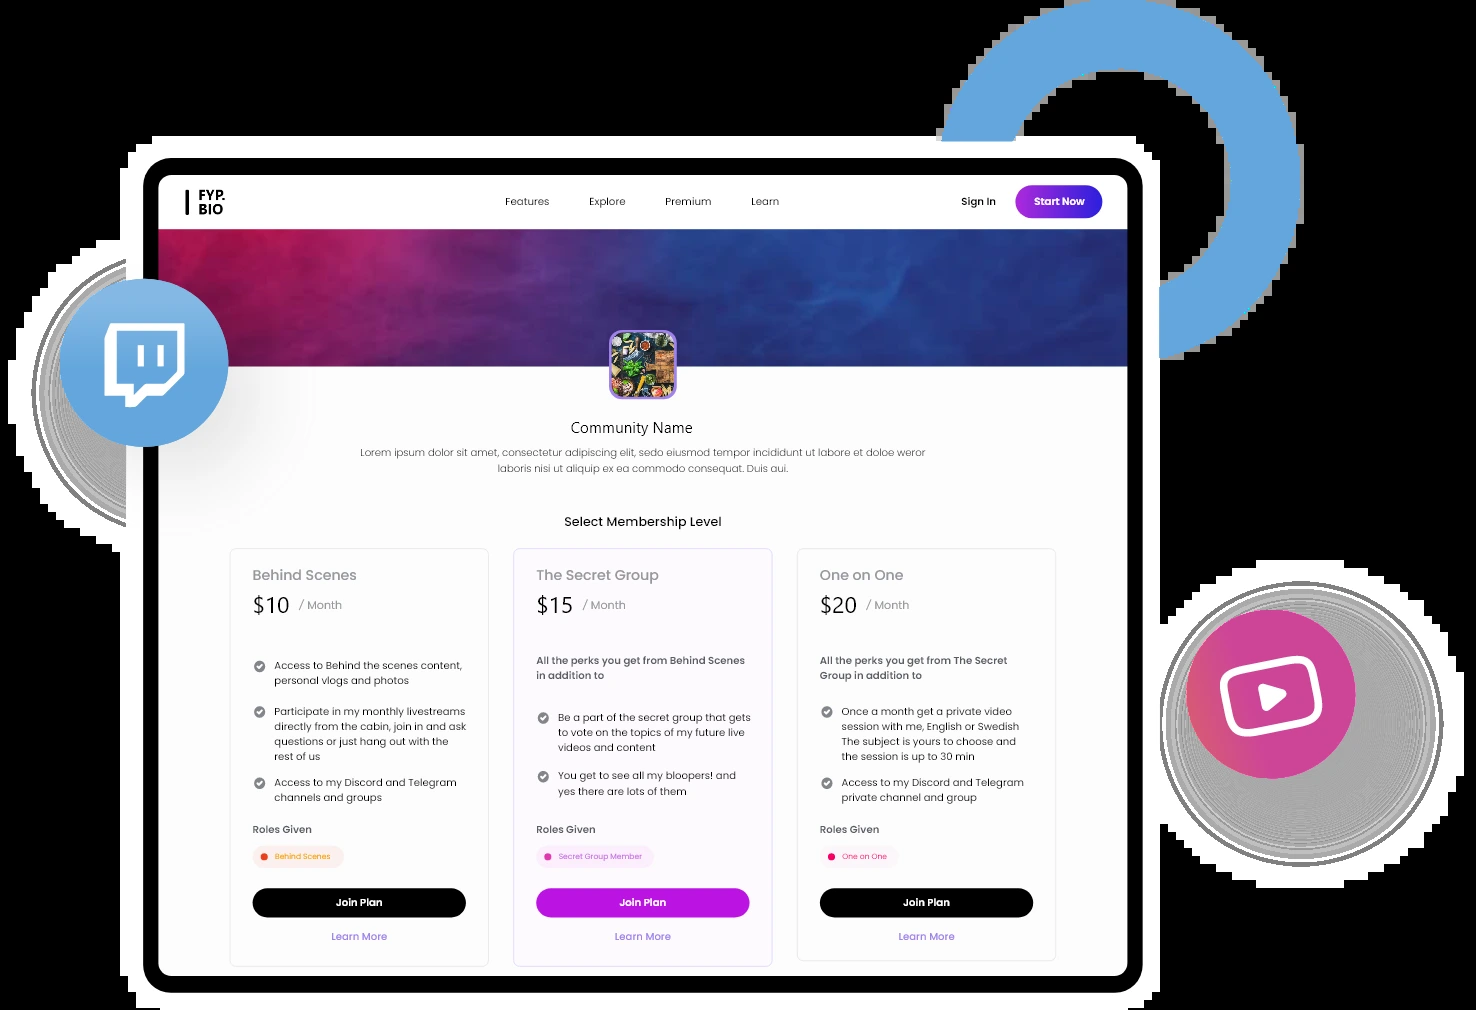 FYP.
BIO
Features
Explore
Premium
Learn
Sign In
Start Now
Community Name
Lorem ipsum dolor sit amet, consectetur adipiscing elit, sedo eiusmod tempor incididunt ut labore et doloe weror
laboris nisi ut aliquip ex ea commodo consequat. Duis aui.
Select Membership Level
Behind Scenes
$10 / Month
Access to Behind the scenes content,
personal vlogs and photos
Participate in my monthly livestreams
directly from the cabin, join in and ask
questions or just hang out with the
rest of us
Access to my Discord and Telegram
channels and groups
Roles Given
Behind Scenes
Join Plan
Learn More
The Secret Group
$15 / Month
All the perks you get from Behind Scenes
in addition to
Be a part of the secret group that gets
to vote on the topics of my future live
videos and content
You get to see all my bloopers! and
yes there are lots of them
Roles Given
Secret Group Member
Join Plan
Learn More
One on One
$20 / Month
All the perks you get from The Secret
Group in addition to
Once a month get a private video
session with me, English or Swedish
The subject is yours to choose and
the session is up to 30 min
Access to my Discord and Telegram
private channel and group
Roles Given
One on One
Join Plan
Learn More